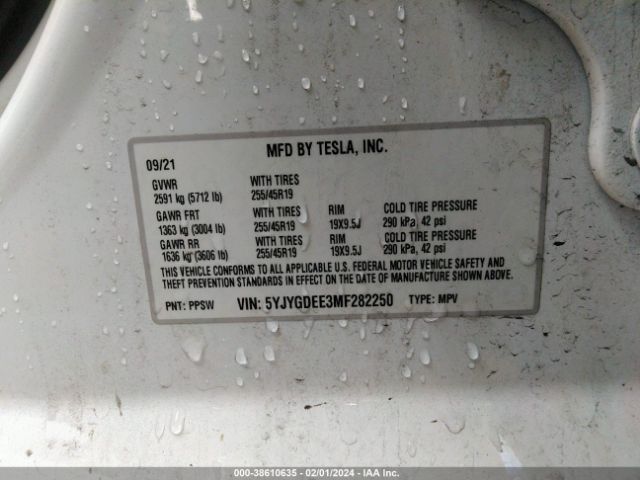 MFD BY TESLA, INC.
09/21
GVWR WITH TIRES
2591 kg (5712 lb) 255/45R19
GAWR FRT WITH TIRES RIM COLD TIRE PRESSURE
1363 kg (3004 lb) 255/45R19 19X9.5J 290 kPa, 42 psi
GAWR RR WITH TIRES RIM COLD TIRE PRESSURE
1636 kg (3606 lb) 255/45R19 19X9.5J 290 kPa, 42 psi
THIS VEHICLE CONFORMS TO ALL APPLICABLE U.S. FEDERAL MOTOR VEHICLE SAFETY AND
THEFT PREVENTION STANDARDS IN EFFECT ON THE DATE OF MANUFACTURE SHOWN ABOVE.
PNT: PPSW VIN: 5YJYGDEE3MF282250 TYPE: MPV
000-38610635 - 02/01/2024 - IAA Inc.